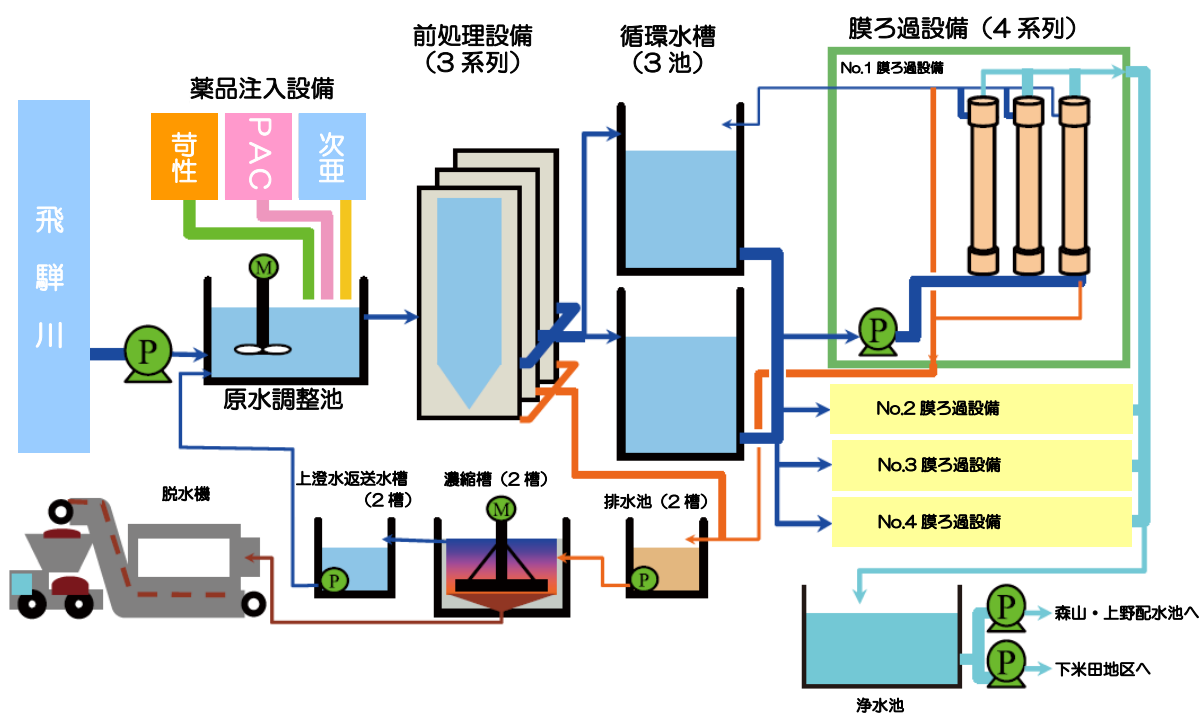 前処理設備
（３系列）
循環水槽
（３池）
膜ろ過設備（４系列）
No.1 膜ろ過設備
薬品注入設備
苛性
ＰＡＣ
次亜
飛騨川
M
P
原水調整池
P
No.2 膜ろ過設備
No.3 膜ろ過設備
No.4 膜ろ過設備
脱水機
上澄水返送水槽
（２槽）
濃縮槽（２槽）
排水池（２槽）
M
P
P
P
森山・上野配水池へ
P
下米田地区へ
浄水池